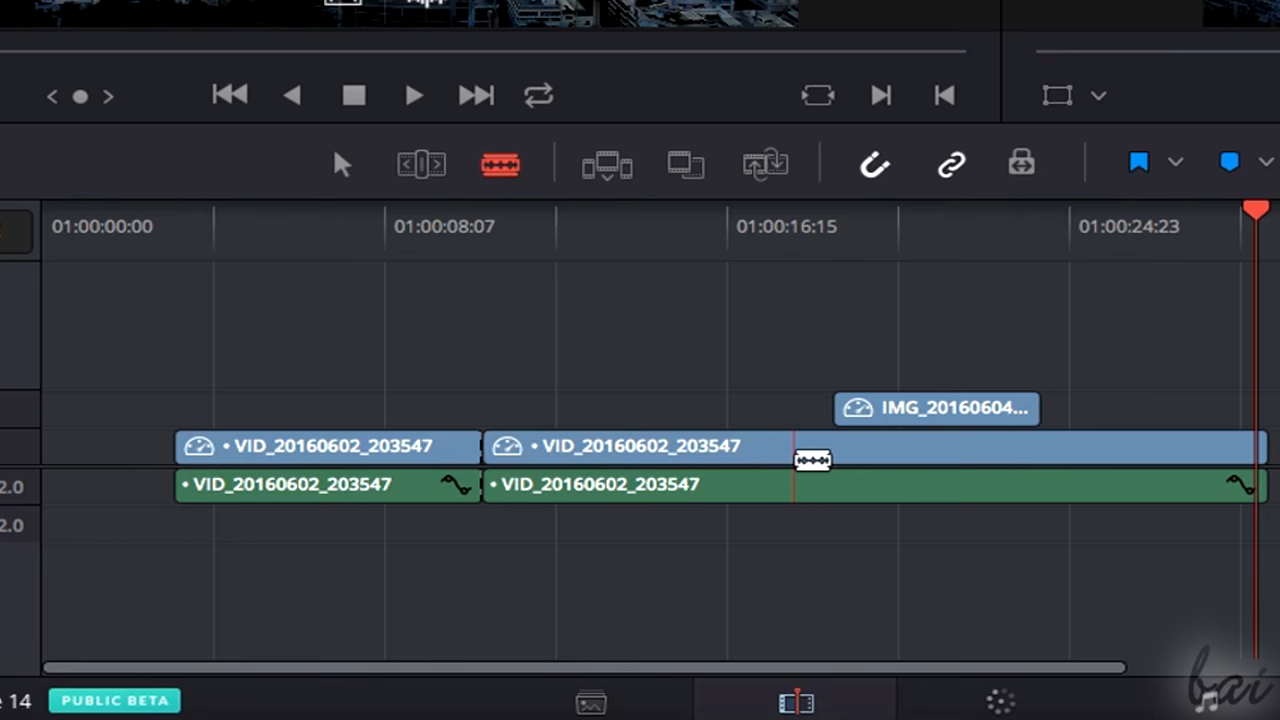 01:00:00:00 01:00:08:07 01:00:16:15 01:00:24:23
IMG_20160604...
• VID_20160602_203547 • VID_20160602_203547
2.0 • VID_20160602_203547 • VID_20160602_203547
2.0
e 14 PUBLIC BETA
bai